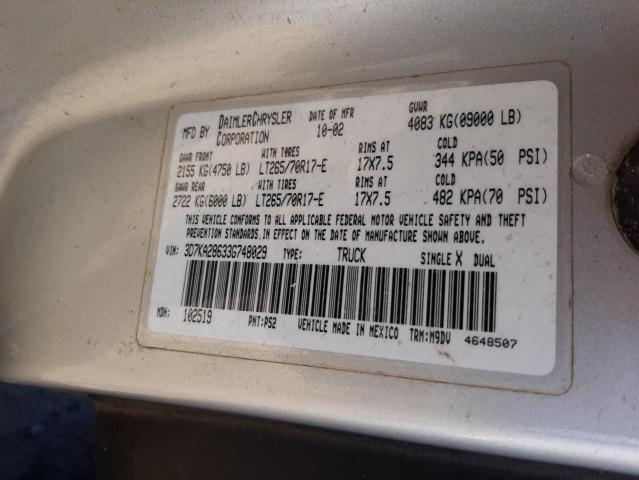 MFD BY DAIMLERCHRYSLER CORPORATION DATE OF MFR 10-02 GVWR 4083 KG(09000 LB)
GAWR FRONT WITH TIRES RIMS AT COLD
2155 KG(4750 LB) LT265/70R17-E 17X7.5 344 KPA(50 PSI)
GAWR REAR WITH TIRES RIMS AT COLD
2722 KG(6000 LB) LT265/70R17-E 17X7.5 482 KPA(70 PSI)
THIS VEHICLE CONFORMS TO ALL APPLICABLE FEDERAL MOTOR VEHICLE SAFETY AND THEFT
PREVENTION STANDARDS.IN EFFECT ON THE DATE OF MANUFACTURE SHOWN ABOVE.
VIN: 3D7KA28633G748029 TYPE: TRUCK SINGLE X DUAL
MDH: 102519 PNT:PS2 VEHICLE MADE IN MEXICO TRM:M9DV 4648507